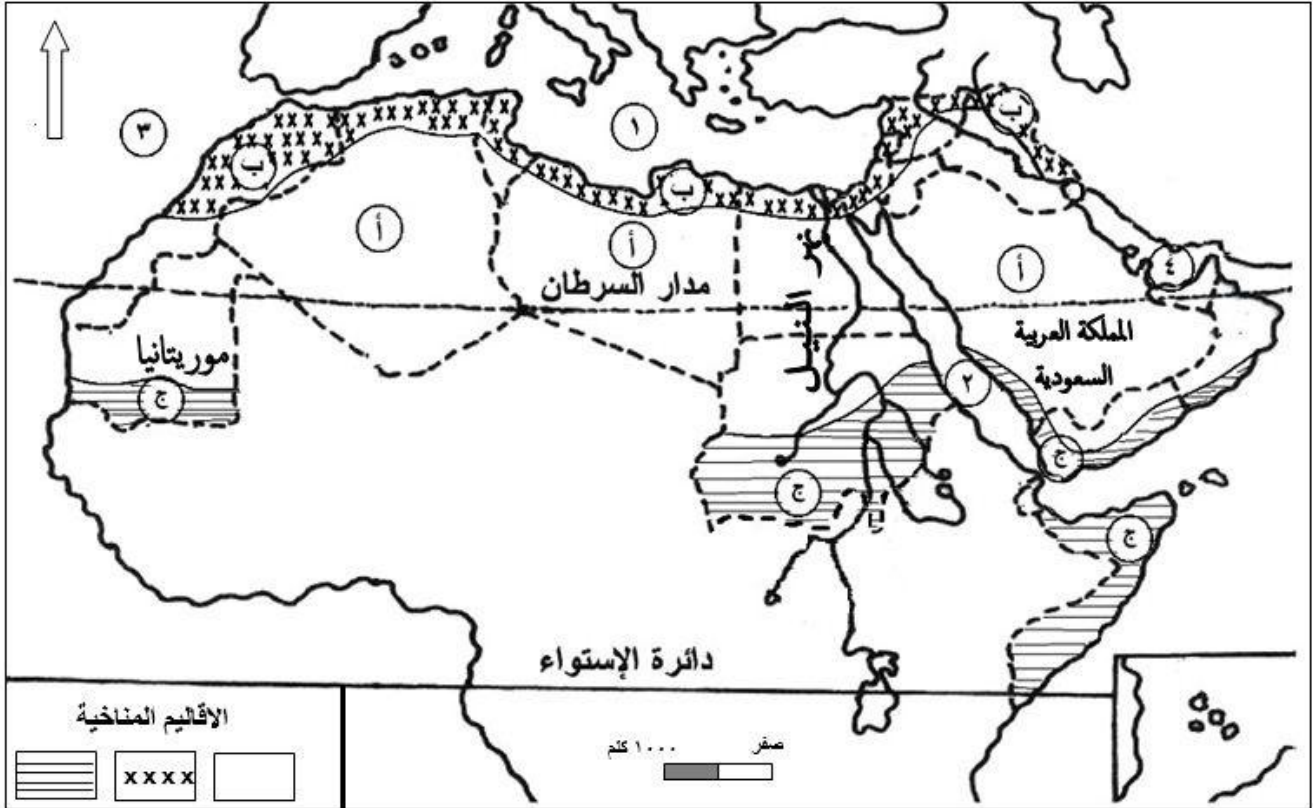 ٣
١
ب
ب
ب
أ
أ
أ
٤
مدار السرطان
نهر النيل
موريتانيا
المملكة العربية
السعودية
ج
٢
ج
ج
ج
دائرة الإستواء
الاقاليم المناخية
xxxx
صفر ١٠٠٠ كلم